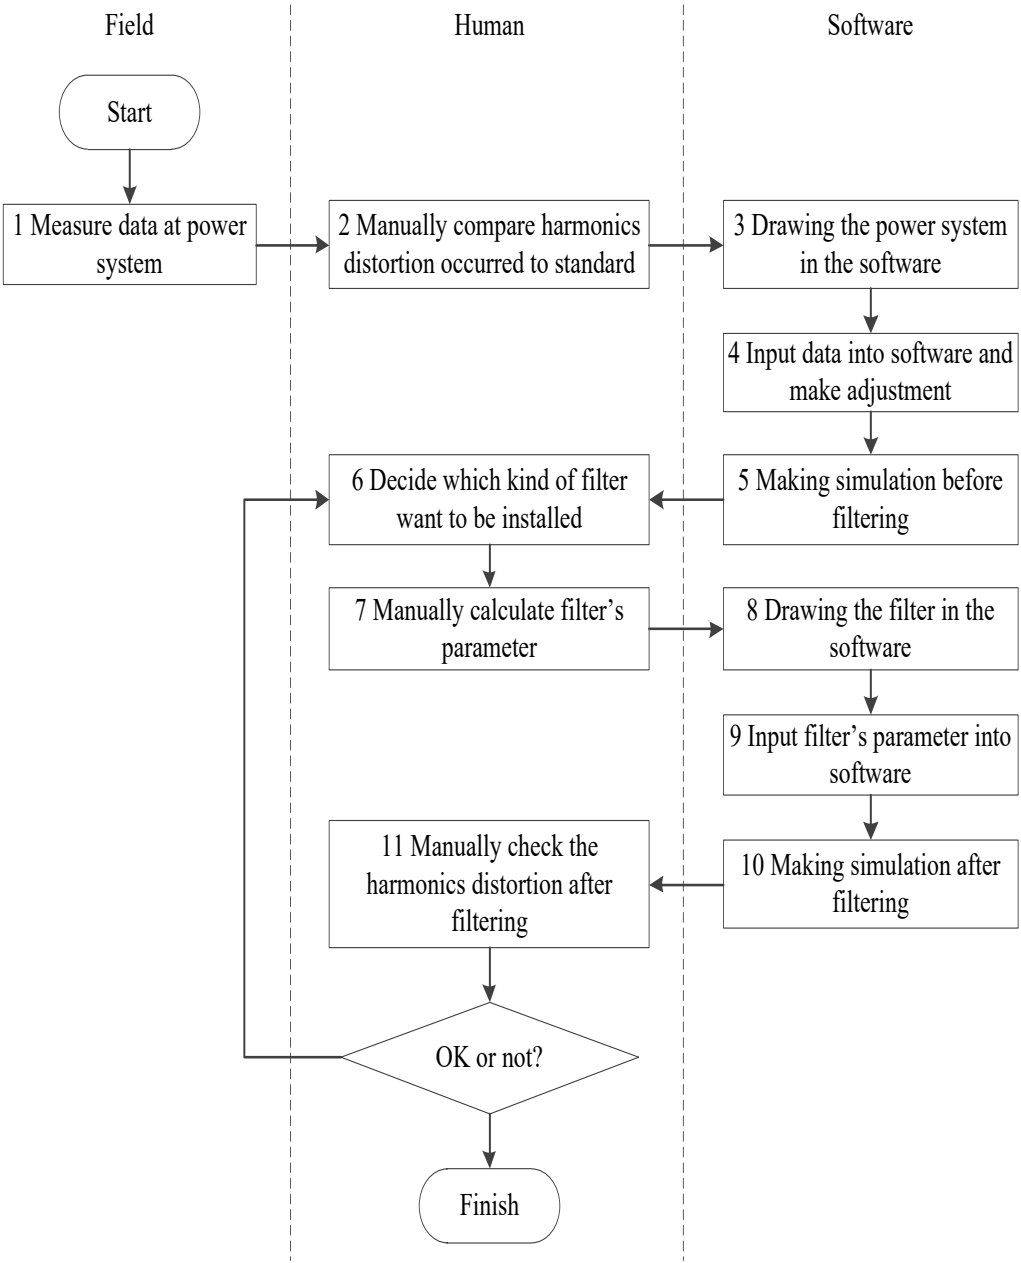 Field
Human
Software
Start
1 Measure data at power
system
2 Manually compare harmonics
distortion occurred to standard
3 Drawing the power system
in the software
4 Input data into software and
make adjustment
5 Making simulation before
filtering
6 Decide which kind of filter
want to be installed
7 Manually calculate filter’s
parameter
8 Drawing the filter in the
software
9 Input filter’s parameter into
software
10 Making simulation after
filtering
11 Manually check the
harmonics distortion after
filtering
OK or not?
Finish